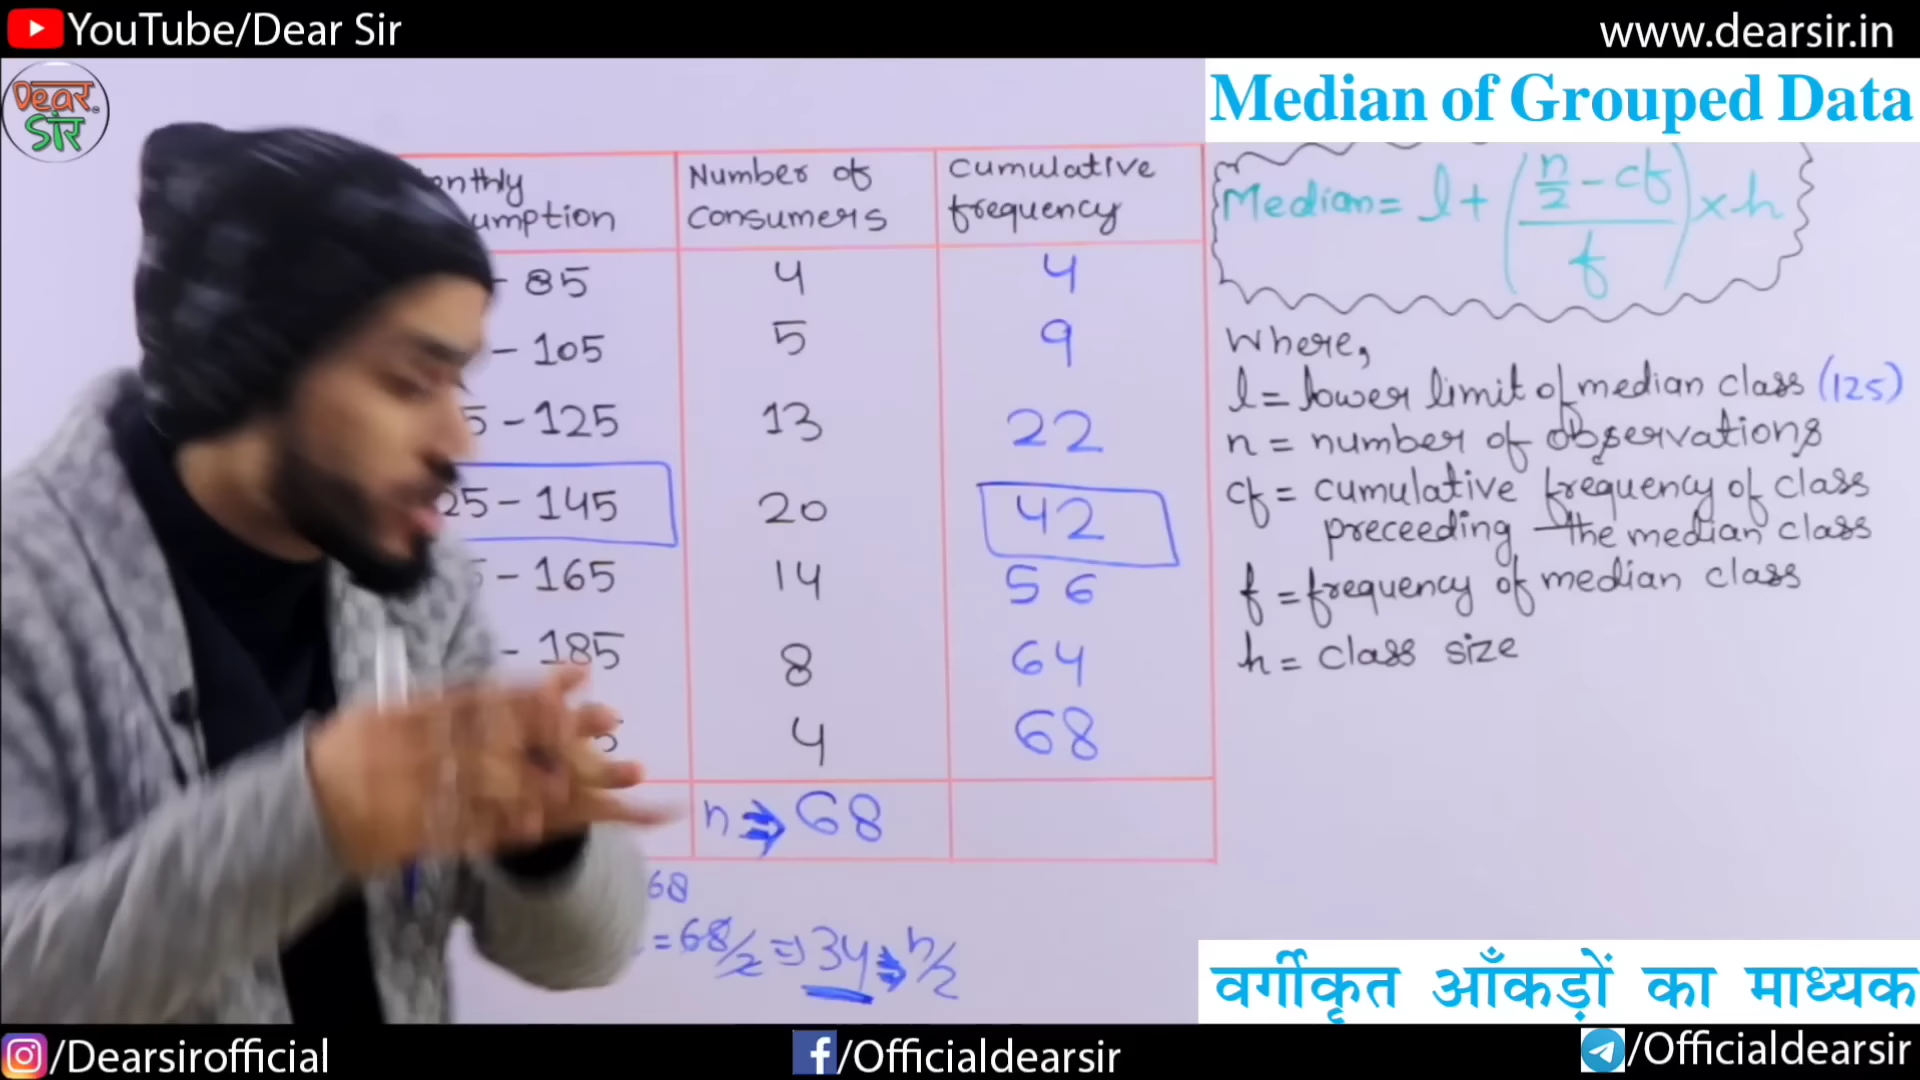 YouTube/Dear Sir
www.dearsir.in
Dear
सर
Median of Grouped Data
Number of consumers
Cumulative frequency
- 85 4 4
- 105 5 9
5 - 125 13 22
25 - 145 20 42
- 165 14 56
- 185 8 64
4 68
n ⇒ 68
68
= 68/2 ⇒ 34 → n/2
Median = l + (n/2 - cf / f) × h
Where,
l = lower limit of median class (125)
n = number of observations
cf = cumulative frequency of class
preceeding the median class
f = frequency of median class
h = class size
वर्गीकृत आँकड़ों का माध्यक
/Dearsirofficial
/Officialdearsir
/Officialdearsir